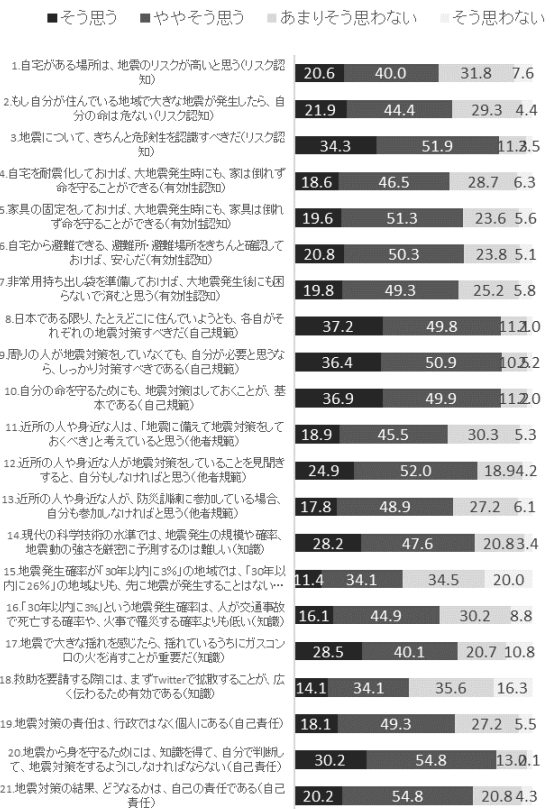 ■そう思う ■ややそう思う ■あまりそう思わない ■そう思わない
1.自宅がある場所は、地震のリスクが高いと思う(リスク認
知)
20.6 40.0 31.8 7.6
2.もし自分が住んでいる地域で大きな地震が発生したら、自
分の命は危ない(リスク認知)
21.9 44.4 29.3 4.4
3.地震について、きちんと危険性を認識すべきだ(リスク認
知)
34.3 51.9 11.3 2.5
4.自宅を耐震化しておけば、大地震発生時にも、家は倒れず
命を守ることができる(有効性認知)
18.6 46.5 28.7 6.3
5.家具の固定をしておけば、大地震発生時にも、家具は倒れ
ず命を守ることができる(有効性認知)
19.6 51.3 23.6 5.6
6.自宅から避難できる、避難所・避難場所をきちんと確認して
おけば、安心だ(有効性認知)
20.8 50.3 23.8 5.1
7.非常用持ち出し袋を準備しておけば、大地震発生後にも困
らないで済むと思う(有効性認知)
19.8 49.3 25.2 5.8
8.日本である限り、たとえどこに住んでいようとも、各自がそ
れぞれの地震対策すべきだ(自己規範)
37.2 49.8 11.1 2.0
9.周りの人が地震対策をしていなくても、自分が必要と思うな
ら、しっかり対策すべきである(自己規範)
36.4 50.9 10.5 2.2
10.自分の命を守るためにも、地震対策はしておくことが、基
本である(自己規範)
36.9 49.9 11.2 2.0
11.近所の人や身近な人は、「地震に備えて地震対策をして
おくべき」と考えていると思う(他者規範)
18.9 45.5 30.3 5.3
12.近所の人や身近な人が地震対策をしていることを見聞き
すると、自分もしなければと思う(他者規範)
24.9 52.0 18.9 4.2
13.近所の人や身近な人が、防災訓練に参加している場合、
自分も参加しなければと思う(他者規範)
17.8 48.9 27.2 6.1
14.現代の科学技術の水準では、地震発生の規模や確率、
地震動の強さを厳密に予測するのは難しい(知識)
28.2 47.6 20.8 3.4
15.地震発生確率が「30年以内に3%」の地域では、「30年以
内に26%」の地域よりも、先に地震が発生することはない…
11.4 34.1 34.5 20.0
16.「30年以内に3%」という地震発生確率は、人が交通事故
で死亡する確率や、火事で罹災する確率よりも低い(知識)
16.1 44.9 30.2 8.8
17.地震で大きな揺れを感じたら、揺れているうちにガスコン
ロの火を消すことが重要だ(知識)
28.5 40.1 20.7 10.8
18.救助を要請する際には、まずTwitterで拡散することが、広
く伝わるため有効である(知識)
14.1 34.1 35.6 16.3
19.地震対策の責任は、行政ではなく個人にある(自己責任)
18.1 49.3 27.2 5.5
20.地震から身を守るためには、知識を得て、自分で判断し
て、地震対策をするようにしなければならない(自己責任)
30.2 54.8 13.0 2.1
21.地震対策の結果、どうなるかは、自己の責任である(自己
責任)
20.2 54.8 20.8 4.3